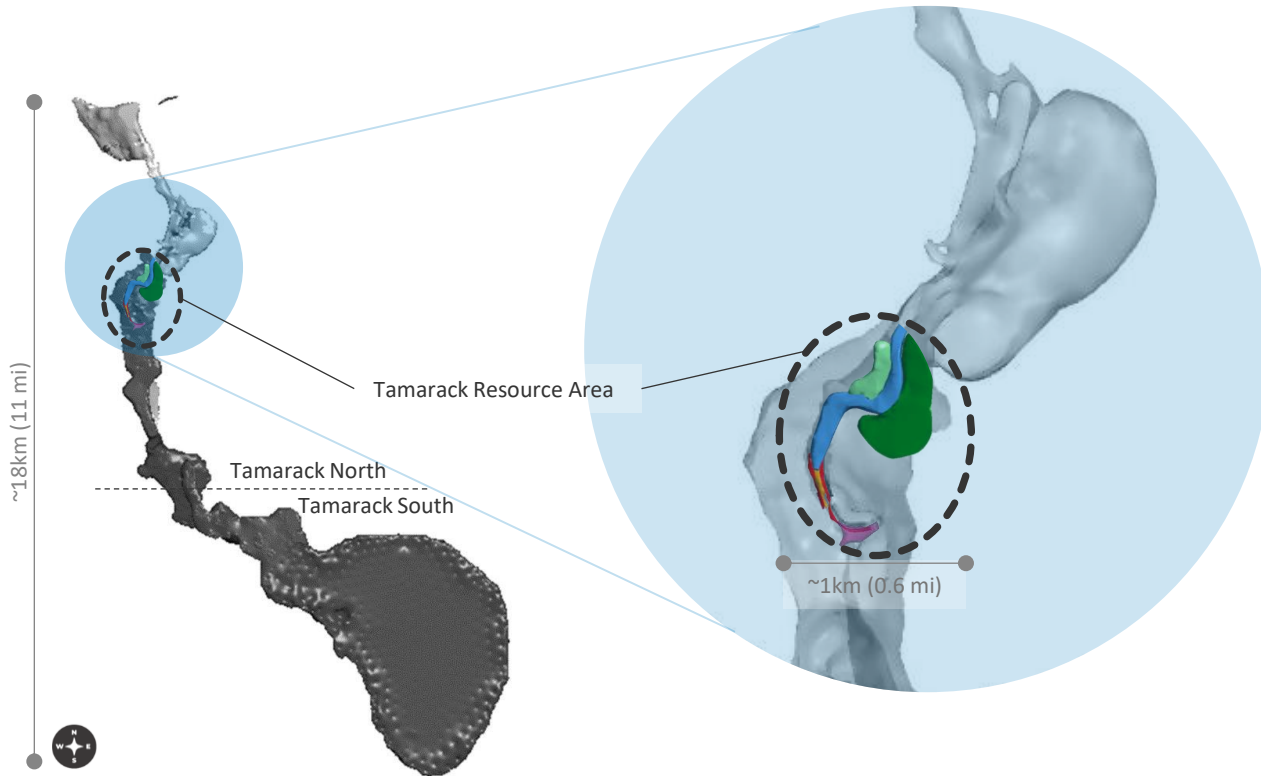 ~18km (11 mi)
Tamarack Resource Area
Tamarack North
Tamarack South
~1km (0.6 mi)
N
W E
S